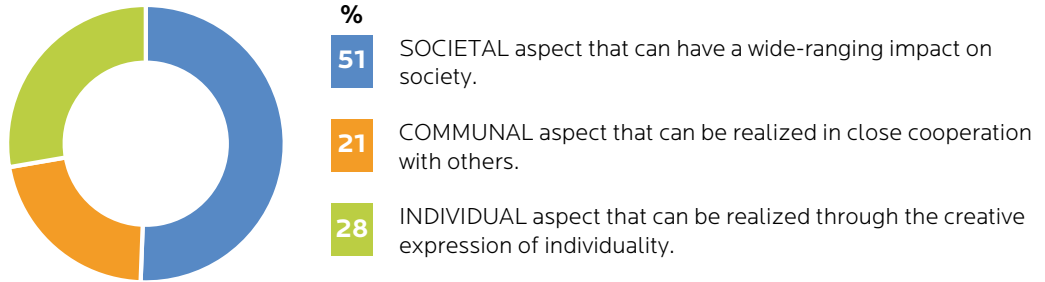 %
51
SOCIETAL aspect that can have a wide-ranging impact on
society.
21
COMMUNAL aspect that can be realized in close cooperation
with others.
28
INDIVIDUAL aspect that can be realized through the creative
expression of individuality.